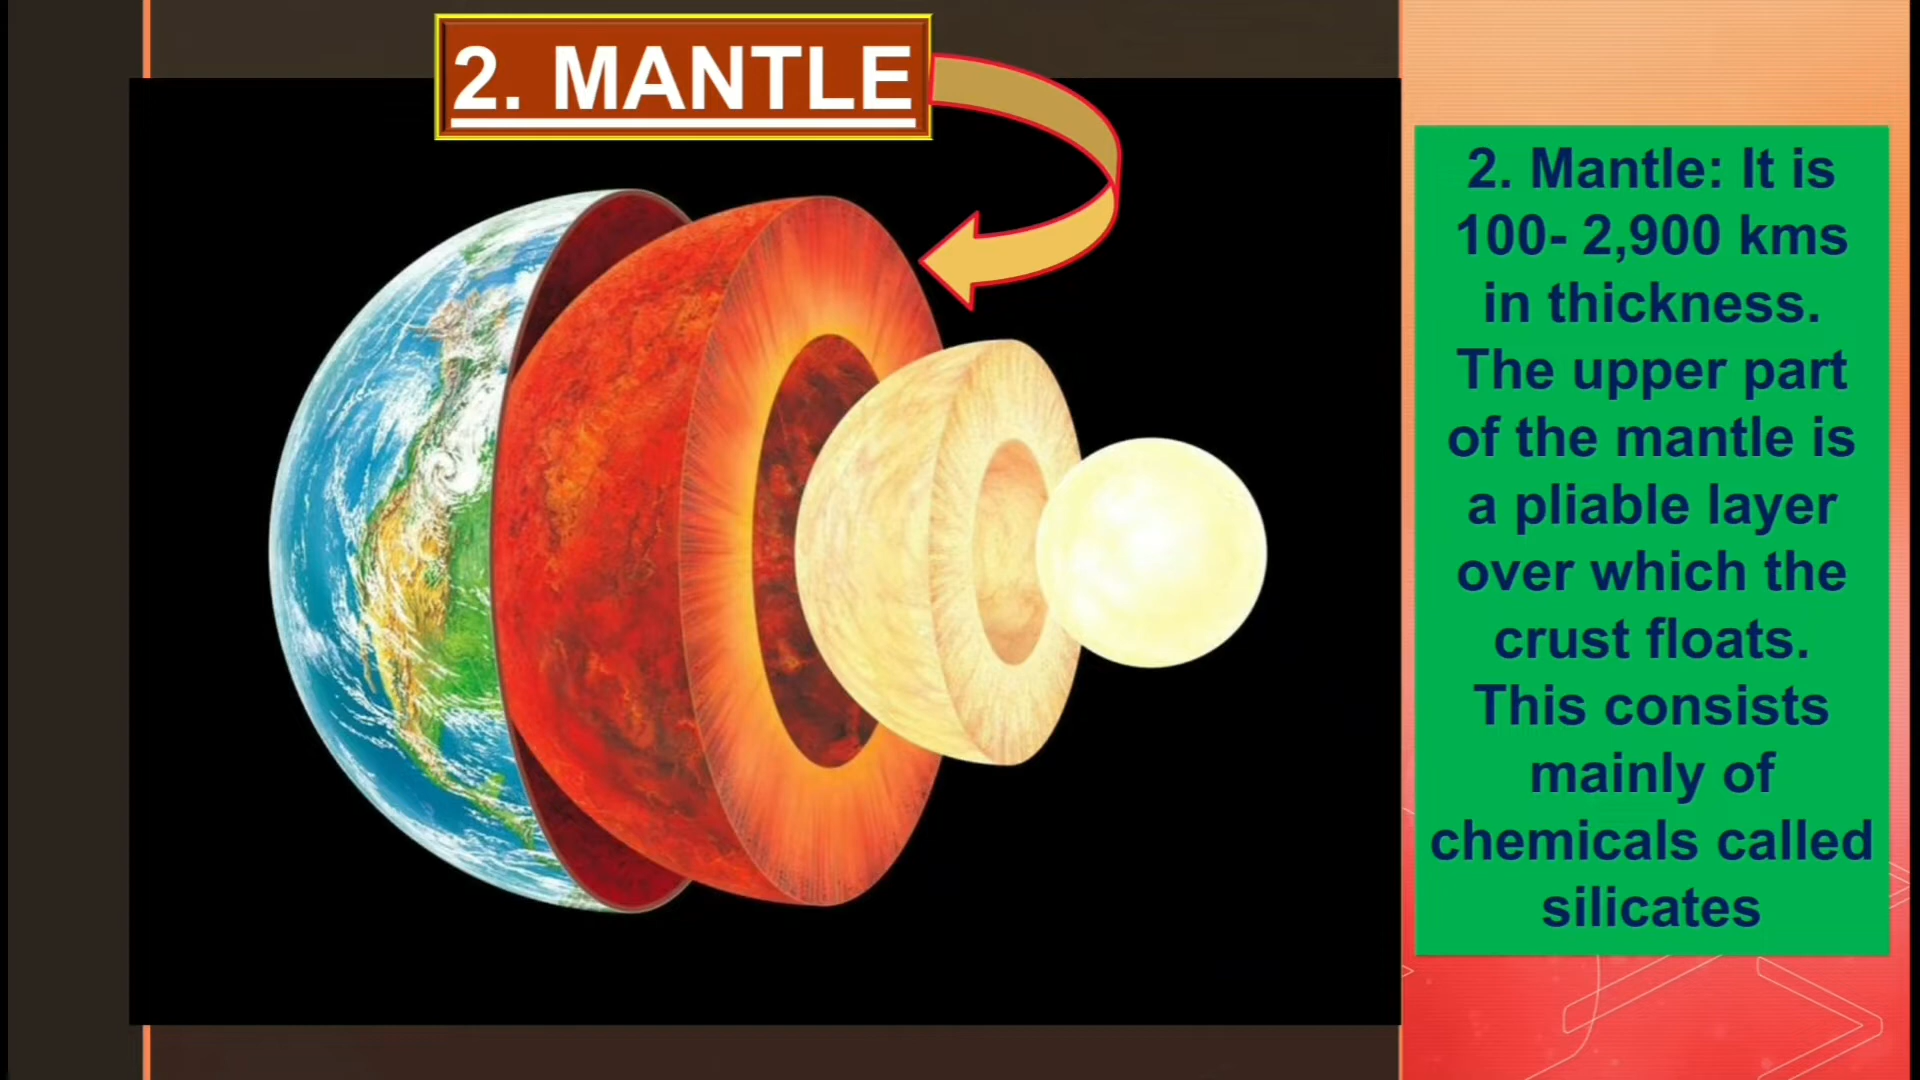 2. MANTLE
2. Mantle: It is
100- 2,900 kms
in thickness.
The upper part
of the mantle is
a pliable layer
over which the
crust floats.
This consists
mainly of
chemicals called
silicates